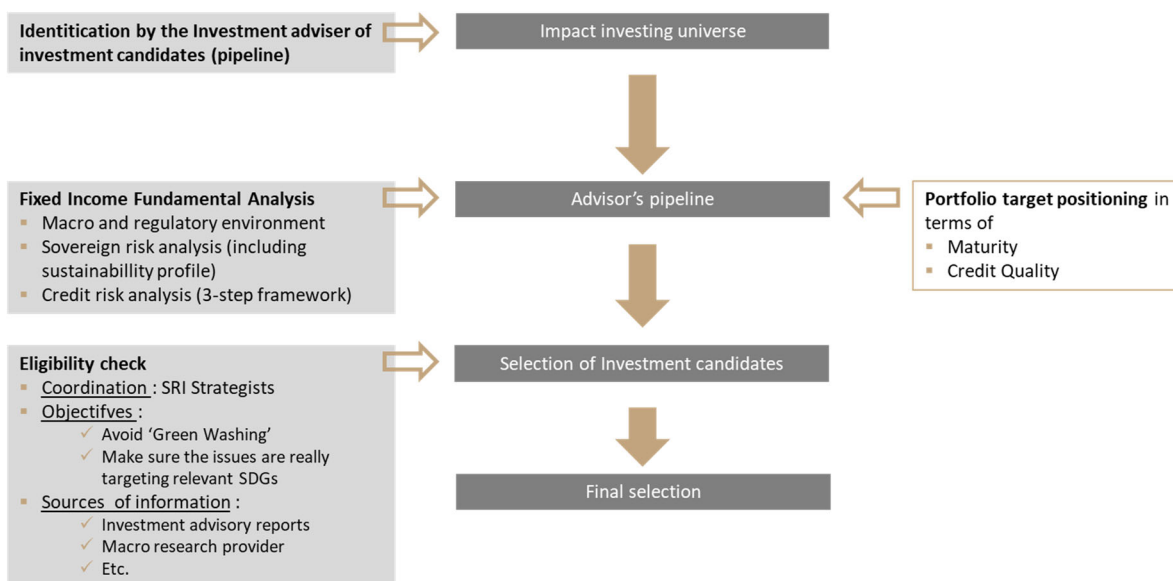 Identitication by the Investment adviser of
investment candidates (pipeline)
Impact investing universe
Fixed Income Fundamental Analysis
Macro and regulatory environment
Sovereign risk analysis (including
sustainabillity profile)
Credit risk analysis (3-step framework)
Advisor's pipeline
Portfolio target positioning in
terms of
Maturity
Credit Quality
Eligibility check
Coordination : SRI Strategists
Objectifves :
Avoid 'Green Washing'
Make sure the issues are really
targeting relevant SDGs
Sources of information :
Investment advisory reports
Macro research provider
Etc.
Selection of Investment candidates
Final selection